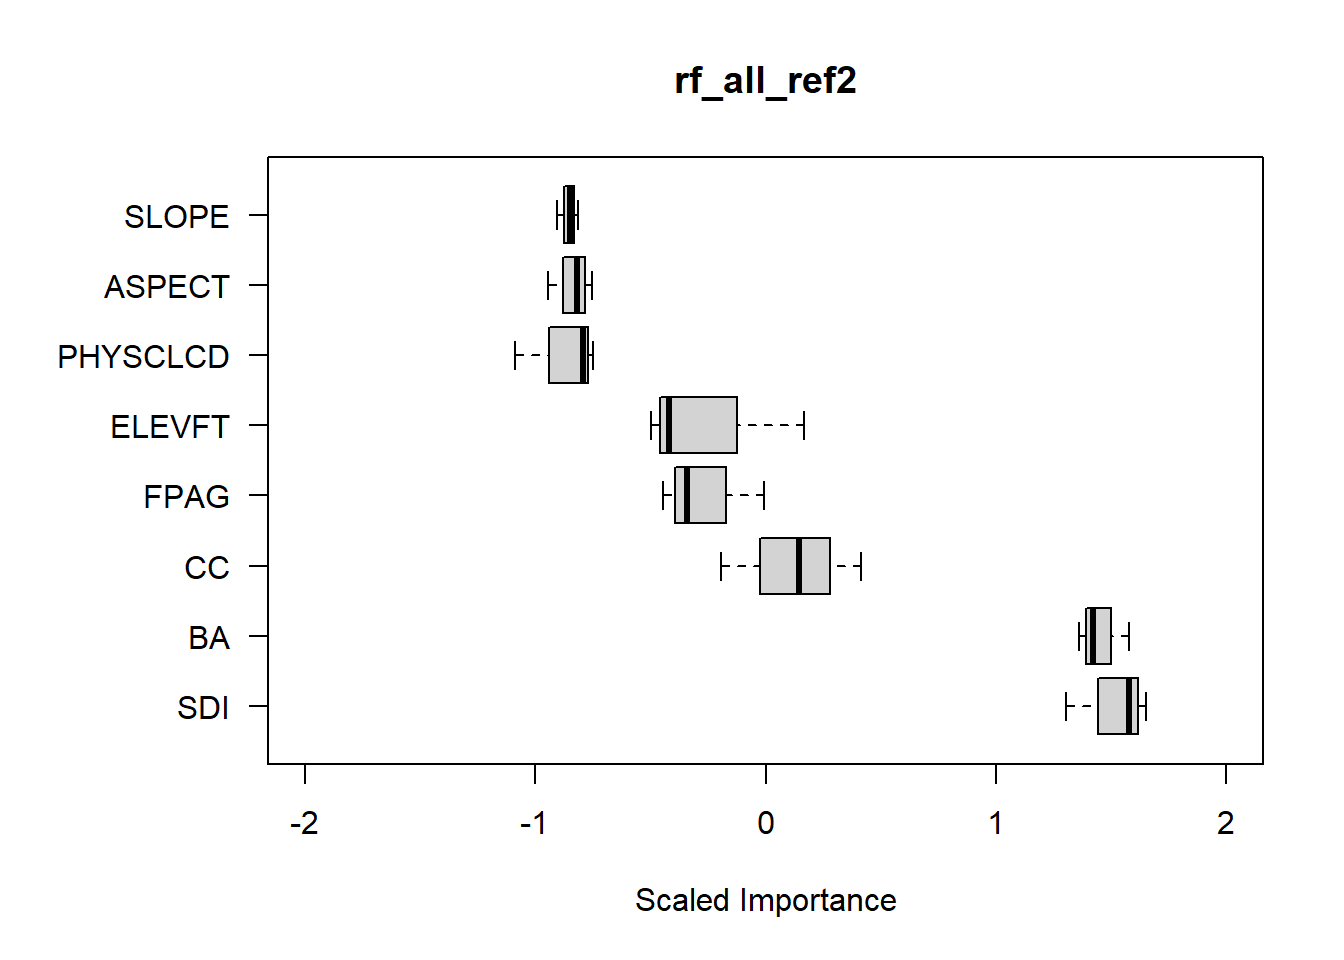 rf_all_ref2
SLOPE
ASPECT
PHYSCLCD
ELEVFT
FPAG
CC
BA
SDI
-2 -1 0 1 2
Scaled Importance